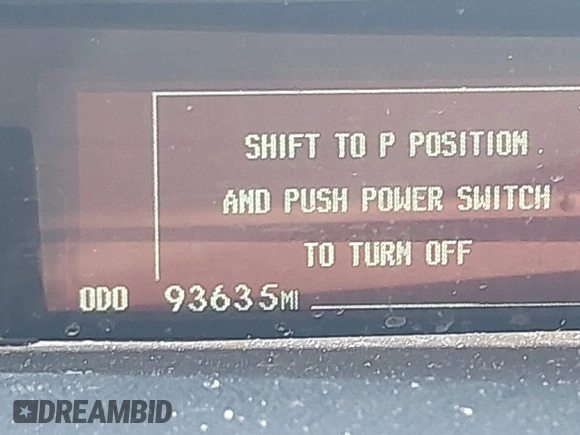 SHIFT TO P POSITION
AND PUSH POWER SWITCH
TO TURN OFF
ODO 93635MI
DREAMBID